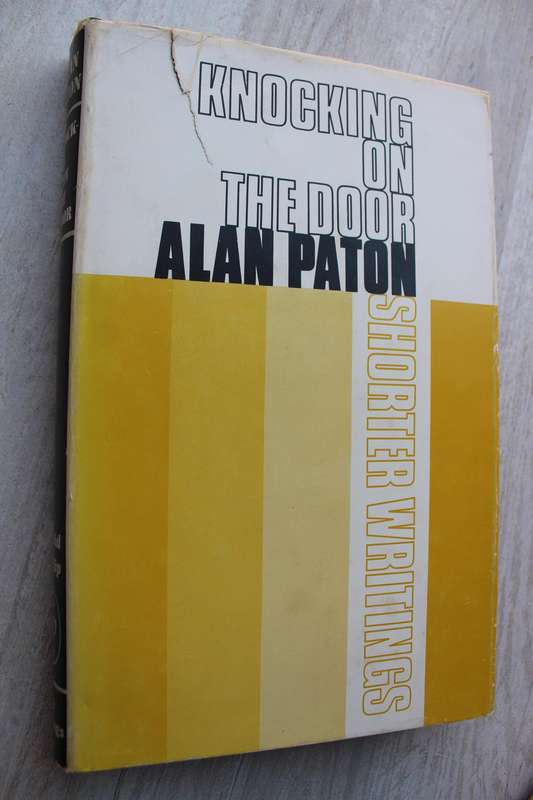 KNOCKING
ON
THE DOOR
ALAN PATON
SHORTER WRITINGS